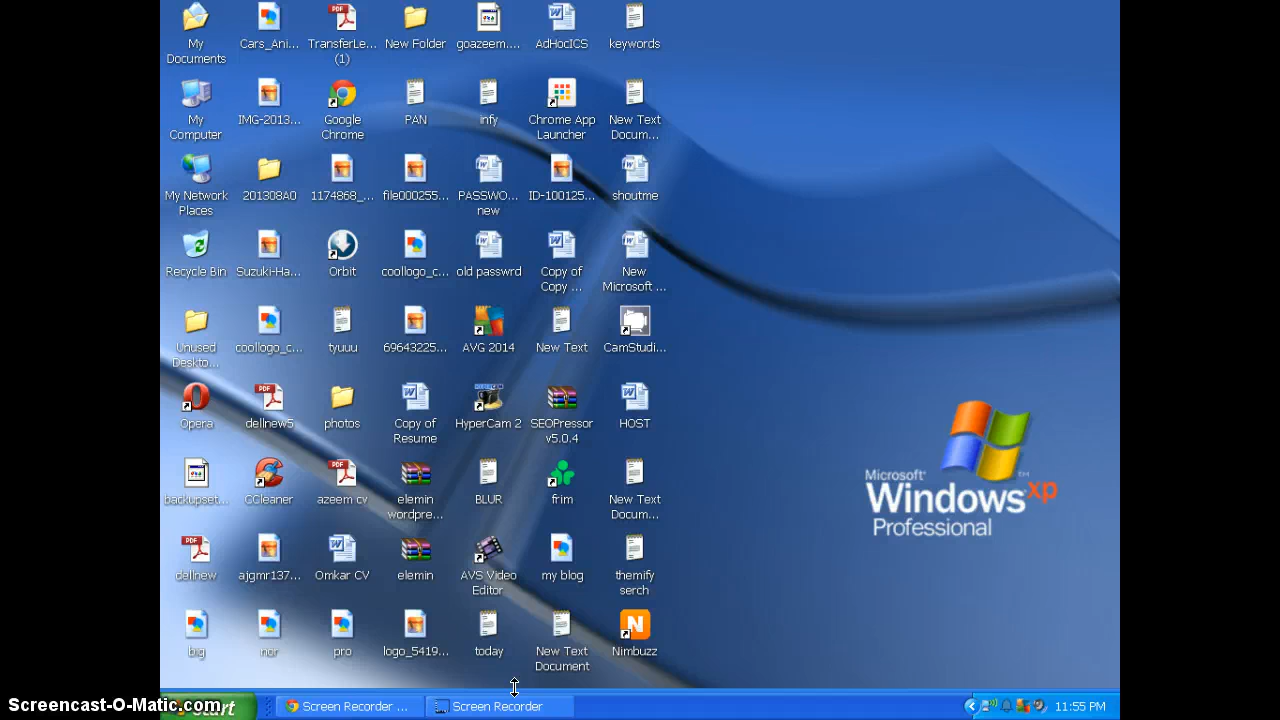 My Documents
Cars_Ani...
TransferLe... (1)
New Folder
goazeem....
AdHocICS
keywords
My Computer
IMG-2013...
Google Chrome
PAN
infy
Chrome App Launcher
New Text Docum...
My Network Places
201308A0
1174868_...
file000255...
PASSWO... new
ID-100125...
shoutme
Recycle Bin
Suzuki-Ha...
Orbit
coollogo_c...
old passwrd
Copy of Copy ...
New Microsoft ...
Unused Deskto...
coollogo_c...
tyuuu
69643225...
AVG 2014
New Text
CamStudi...
Opera
dellnew5
photos
Copy of Resume
HyperCam 2
SEOPressor v5.0.4
HOST
backupset...
CCleaner
azeem cv
elemin wordpre...
BLUR
frim
New Text Docum...
dellnew
ajgmr137...
Omkar CV
elemin
AVS Video Editor
my blog
themify serch
big
nor
pro
logo_5419...
today
New Text Document
Nimbuzz
Microsoft
Windows xp
Professional
Screencast-O-Matic.com
start
Screen Recorder ...
Screen Recorder
11:55 PM